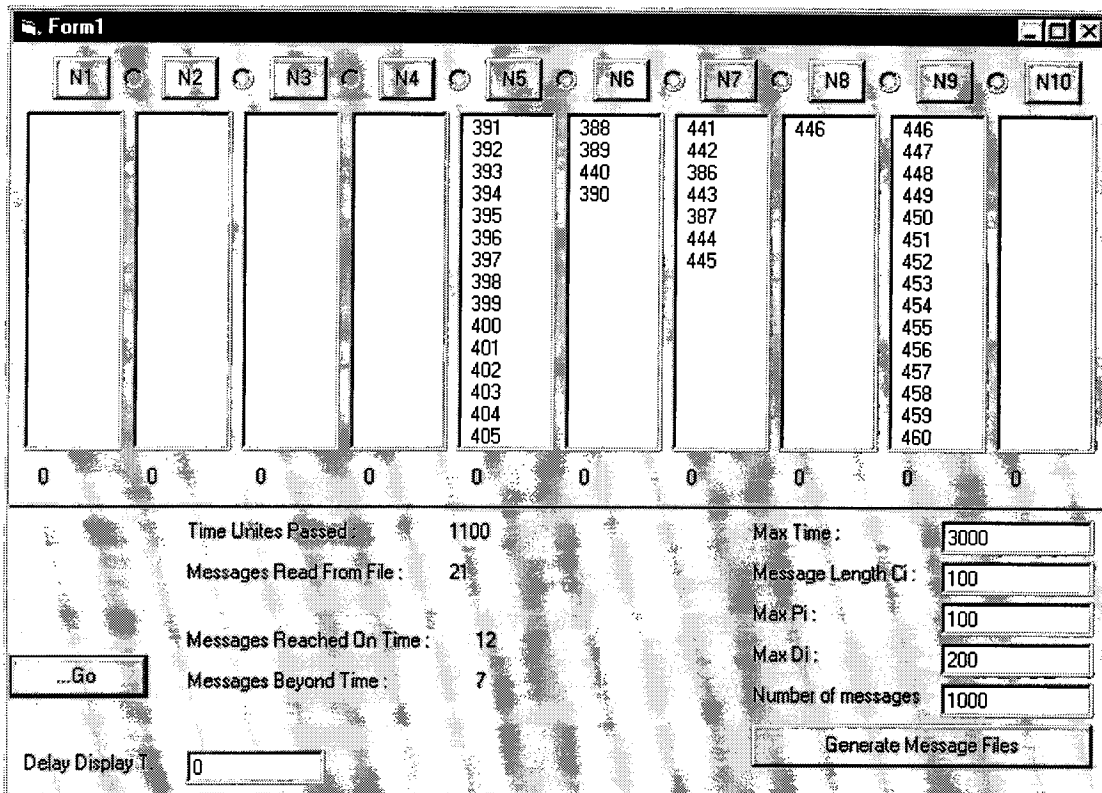 Form1
N1 N2 N3 N4 N5 N6 N7 N8 N9 N10
391 388 441 446 446
392 389 442 447
393 440 386 448
394 390 443 449
395 387 450
396 444 451
397 445 452
398 453
399 454
400 455
401 456
402 457
403 458
404 459
405 460
0 0 0 0 0 0 0 0 0 0
Time Unites Passed : 1100
Messages Read From File : 21
Messages Reached On Time : 12
Messages Beyond Time : 7
...Go
Delay Display T. 0
Max Time : 3000
Message Length Ci : 100
Max Pi : 100
Max Di : 200
Number of messages 1000
Generate Message Files